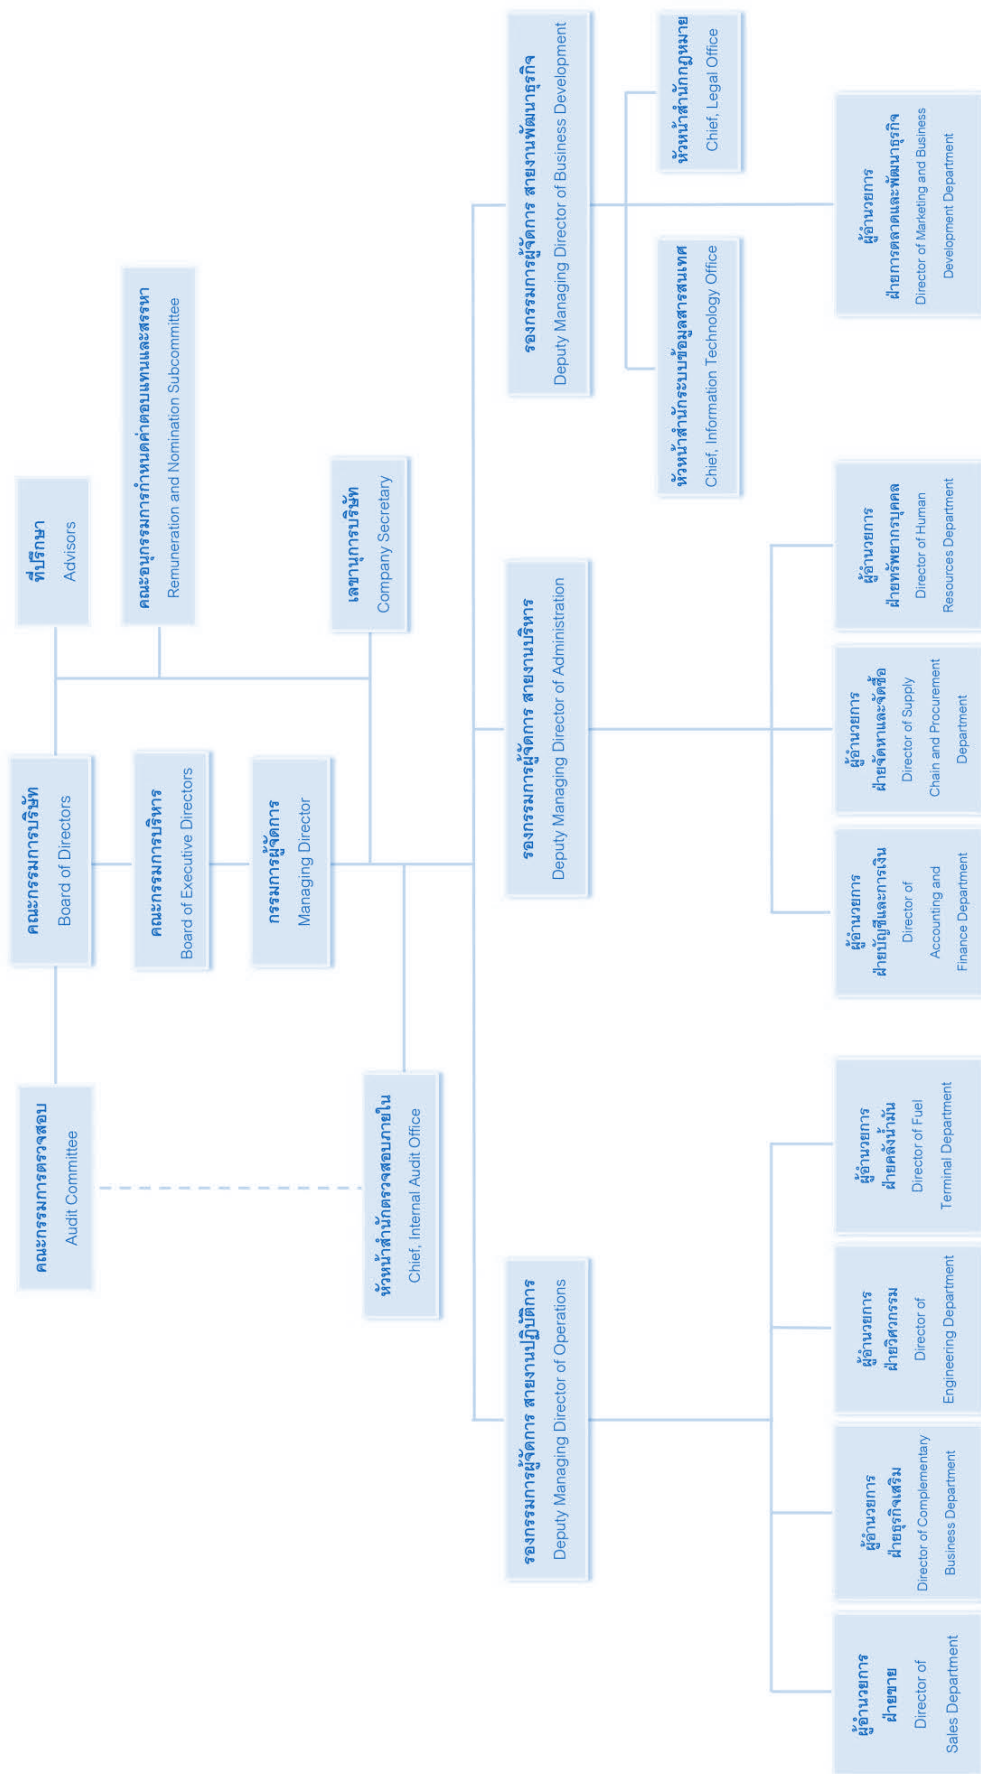 คณะกรรมการบริษัท
Board of Directors
ที่ปรึกษา
Advisors
คณะกรรมการตรวจสอบ
Audit Committee
คณะอนุกรรมการกำหนดค่าตอบแทนและสรรหา
Remuneration and Nomination Subcommittee
คณะกรรมการบริหาร
Board of Executive Directors
กรรมการผู้จัดการ
Managing Director
เลขานุการบริษัท
Company Secretary
หัวหน้าสำนักตรวจสอบภายใน
Chief, Internal Audit Office
รองกรรมการผู้จัดการ สายงานปฏิบัติการ
Deputy Managing Director of Operations
รองกรรมการผู้จัดการ สายงานบริหาร
Deputy Managing Director of Administration
รองกรรมการผู้จัดการ สายงานพัฒนาธุรกิจ
Deputy Managing Director of Business Development
หัวหน้าสำนักระบบข้อมูลสารสนเทศ
Chief, Information Technology Office
หัวหน้าสำนักกฎหมาย
Chief, Legal Office
ผู้อำนวยการ
ฝ่ายขาย
Director of
Sales Department
ผู้อำนวยการ
ฝ่ายธุรกิจเสริม
Director of Complementary
Business Department
ผู้อำนวยการ
ฝ่ายวิศวกรรม
Director of
Engineering Department
ผู้อำนวยการ
ฝ่ายคลังน้ำมัน
Director of Fuel
Terminal Department
ผู้อำนวยการ
ฝ่ายบัญชีและการเงิน
Director of
Accounting and
Finance Department
ผู้อำนวยการ
ฝ่ายจัดหาและจัดซื้อ
Director of Supply
Chain and Procurement
Department
ผู้อำนวยการ
ฝ่ายทรัพยากรบุคคล
Director of Human
Resources Department
ผู้อำนวยการ
ฝ่ายการตลาดและพัฒนาธุรกิจ
Director of Marketing and Business
Development Department